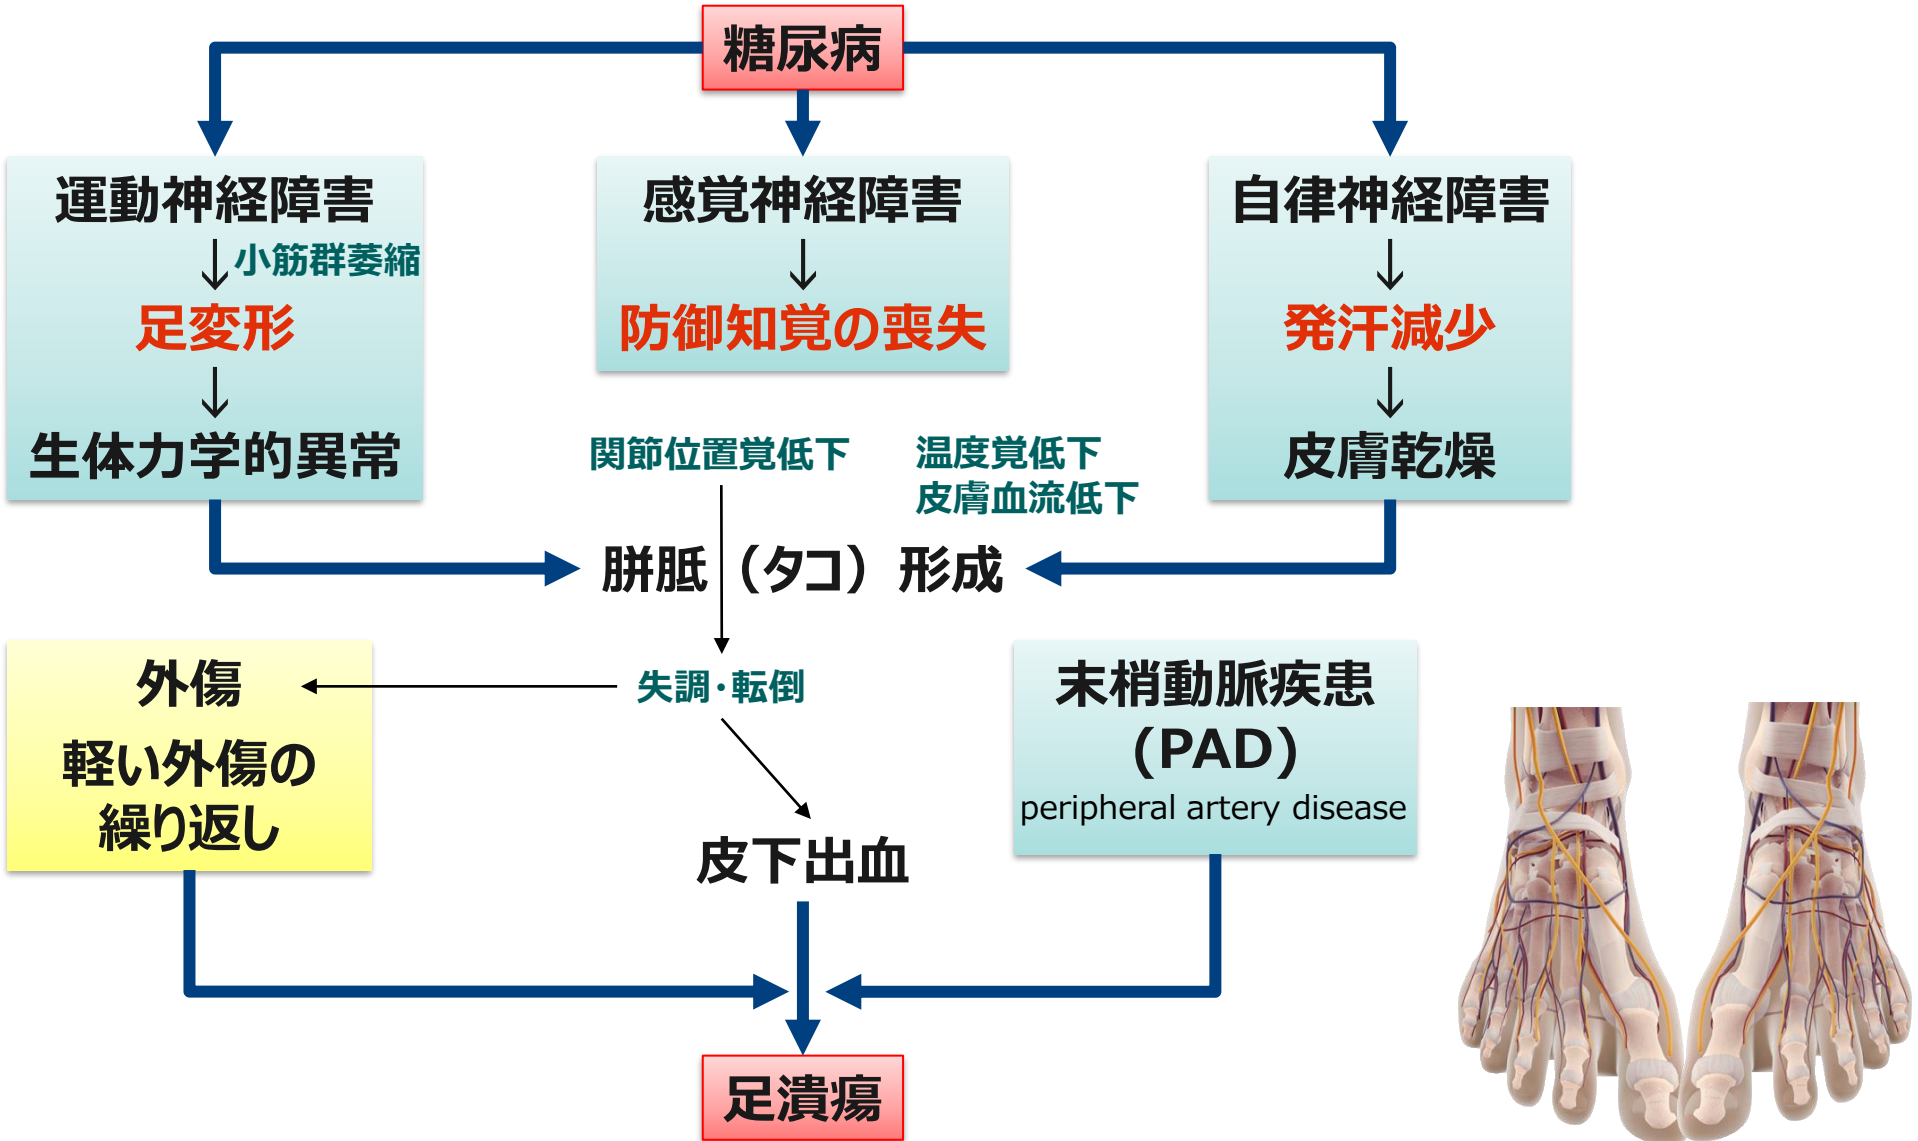 糖尿病
運動神経障害
↓小筋群萎縮
足変形
↓
生体力学的異常
感覚神経障害
↓
防御知覚の喪失
自律神経障害
↓
発汗減少
↓
皮膚乾燥
関節位置覚低下
温度覚低下
皮膚血流低下
胼胝（タコ）形成
外傷
軽い外傷の
繰り返し
失調・転倒
末梢動脈疾患
（PAD）
peripheral artery disease
皮下出血
足潰瘍